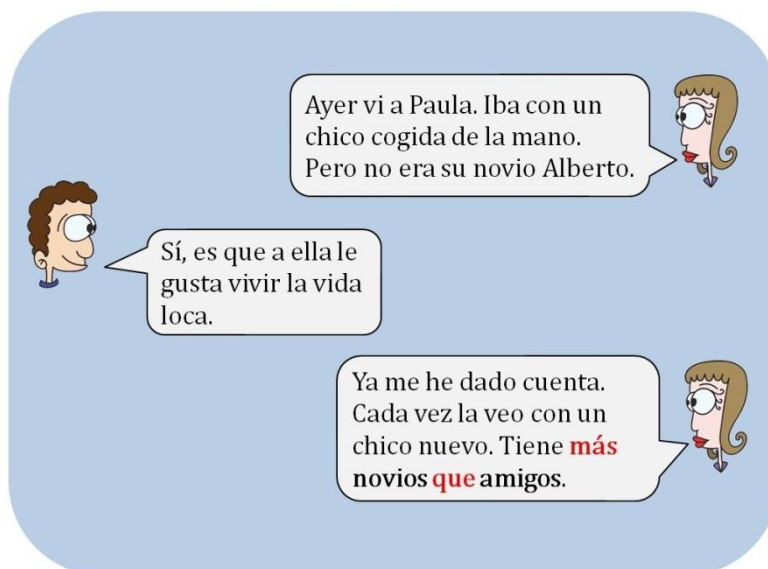 Ayer vi a Paula. Iba con un
chico cogida de la mano.
Pero no era su novio Alberto.
Sí, es que a ella le
gusta vivir la vida
loca.
Ya me he dado cuenta.
Cada vez la veo con un
chico nuevo. Tiene más
novios que amigos.